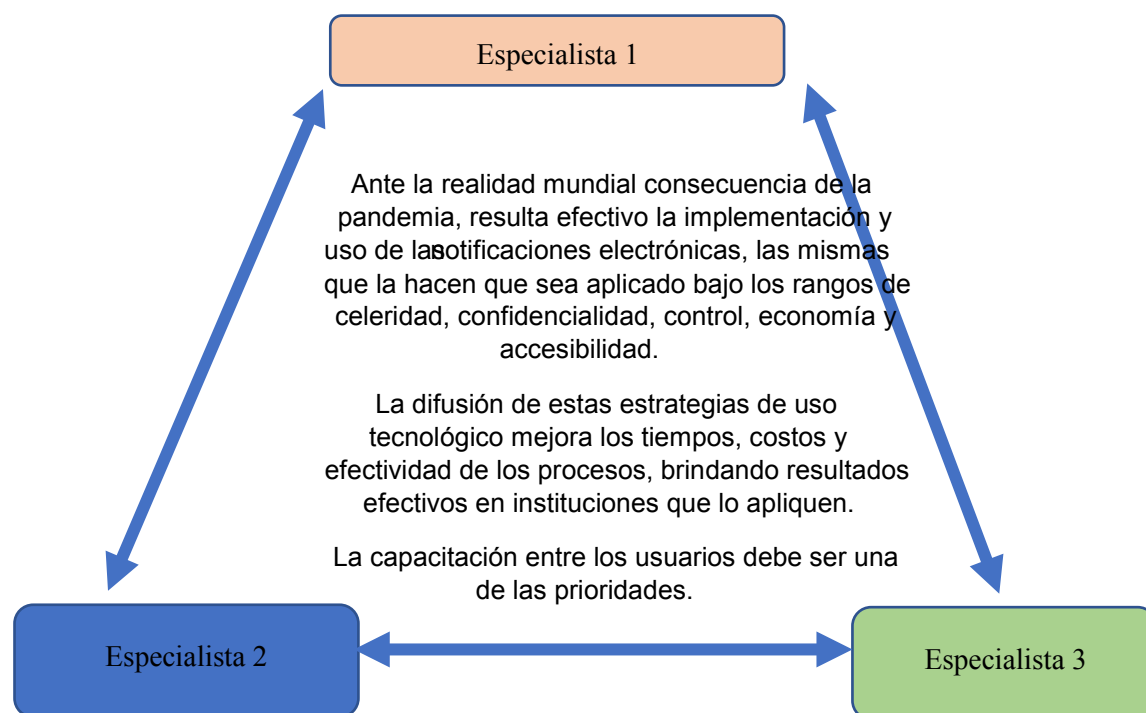 Especialista 1
Ante la realidad mundial consecuencia de la
pandemia, resulta efectivo la implementación y
uso de las notificaciones electrónicas, las mismas
que la hacen que sea aplicado bajo los rangos de
celeridad, confidencialidad, control, economía y
accesibilidad.
La difusión de estas estrategias de uso
tecnológico mejora los tiempos, costos y
efectividad de los procesos, brindando resultados
efectivos en instituciones que lo apliquen.
La capacitación entre los usuarios debe ser una
de las prioridades.
Especialista 2
Especialista 3